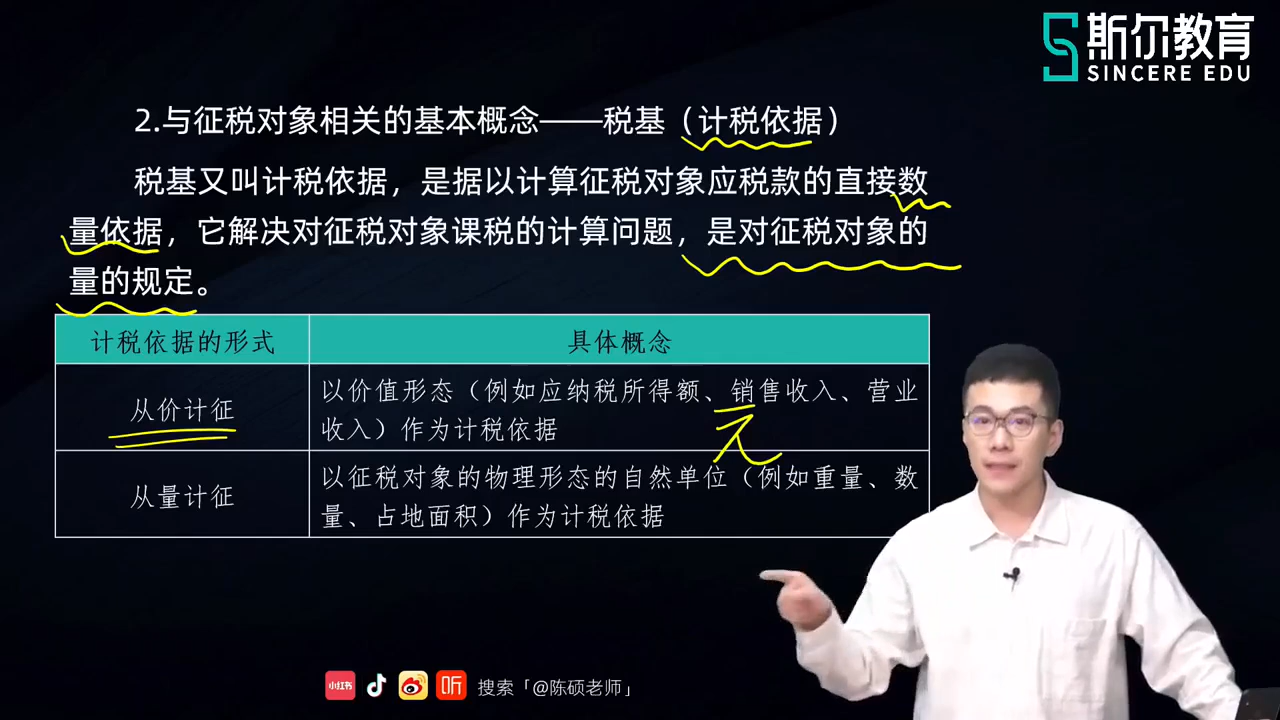 斯尔教育
SINCERE EDU
2.与征税对象相关的基本概念——税基（计税依据）
税基又叫计税依据，是据以计算征税对象应税款的直接数
量依据，它解决对征税对象课税的计算问题，是对征税对象的
量的规定。
计税依据的形式 具体概念
从价计征 以价值形态（例如应纳税所得额、销售收入、营业
收入）作为计税依据
元
从量计征 以征税对象的物理形态的自然单位（例如重量、数
量、占地面积）作为计税依据
小红书 听 搜索「@陈硕老师」